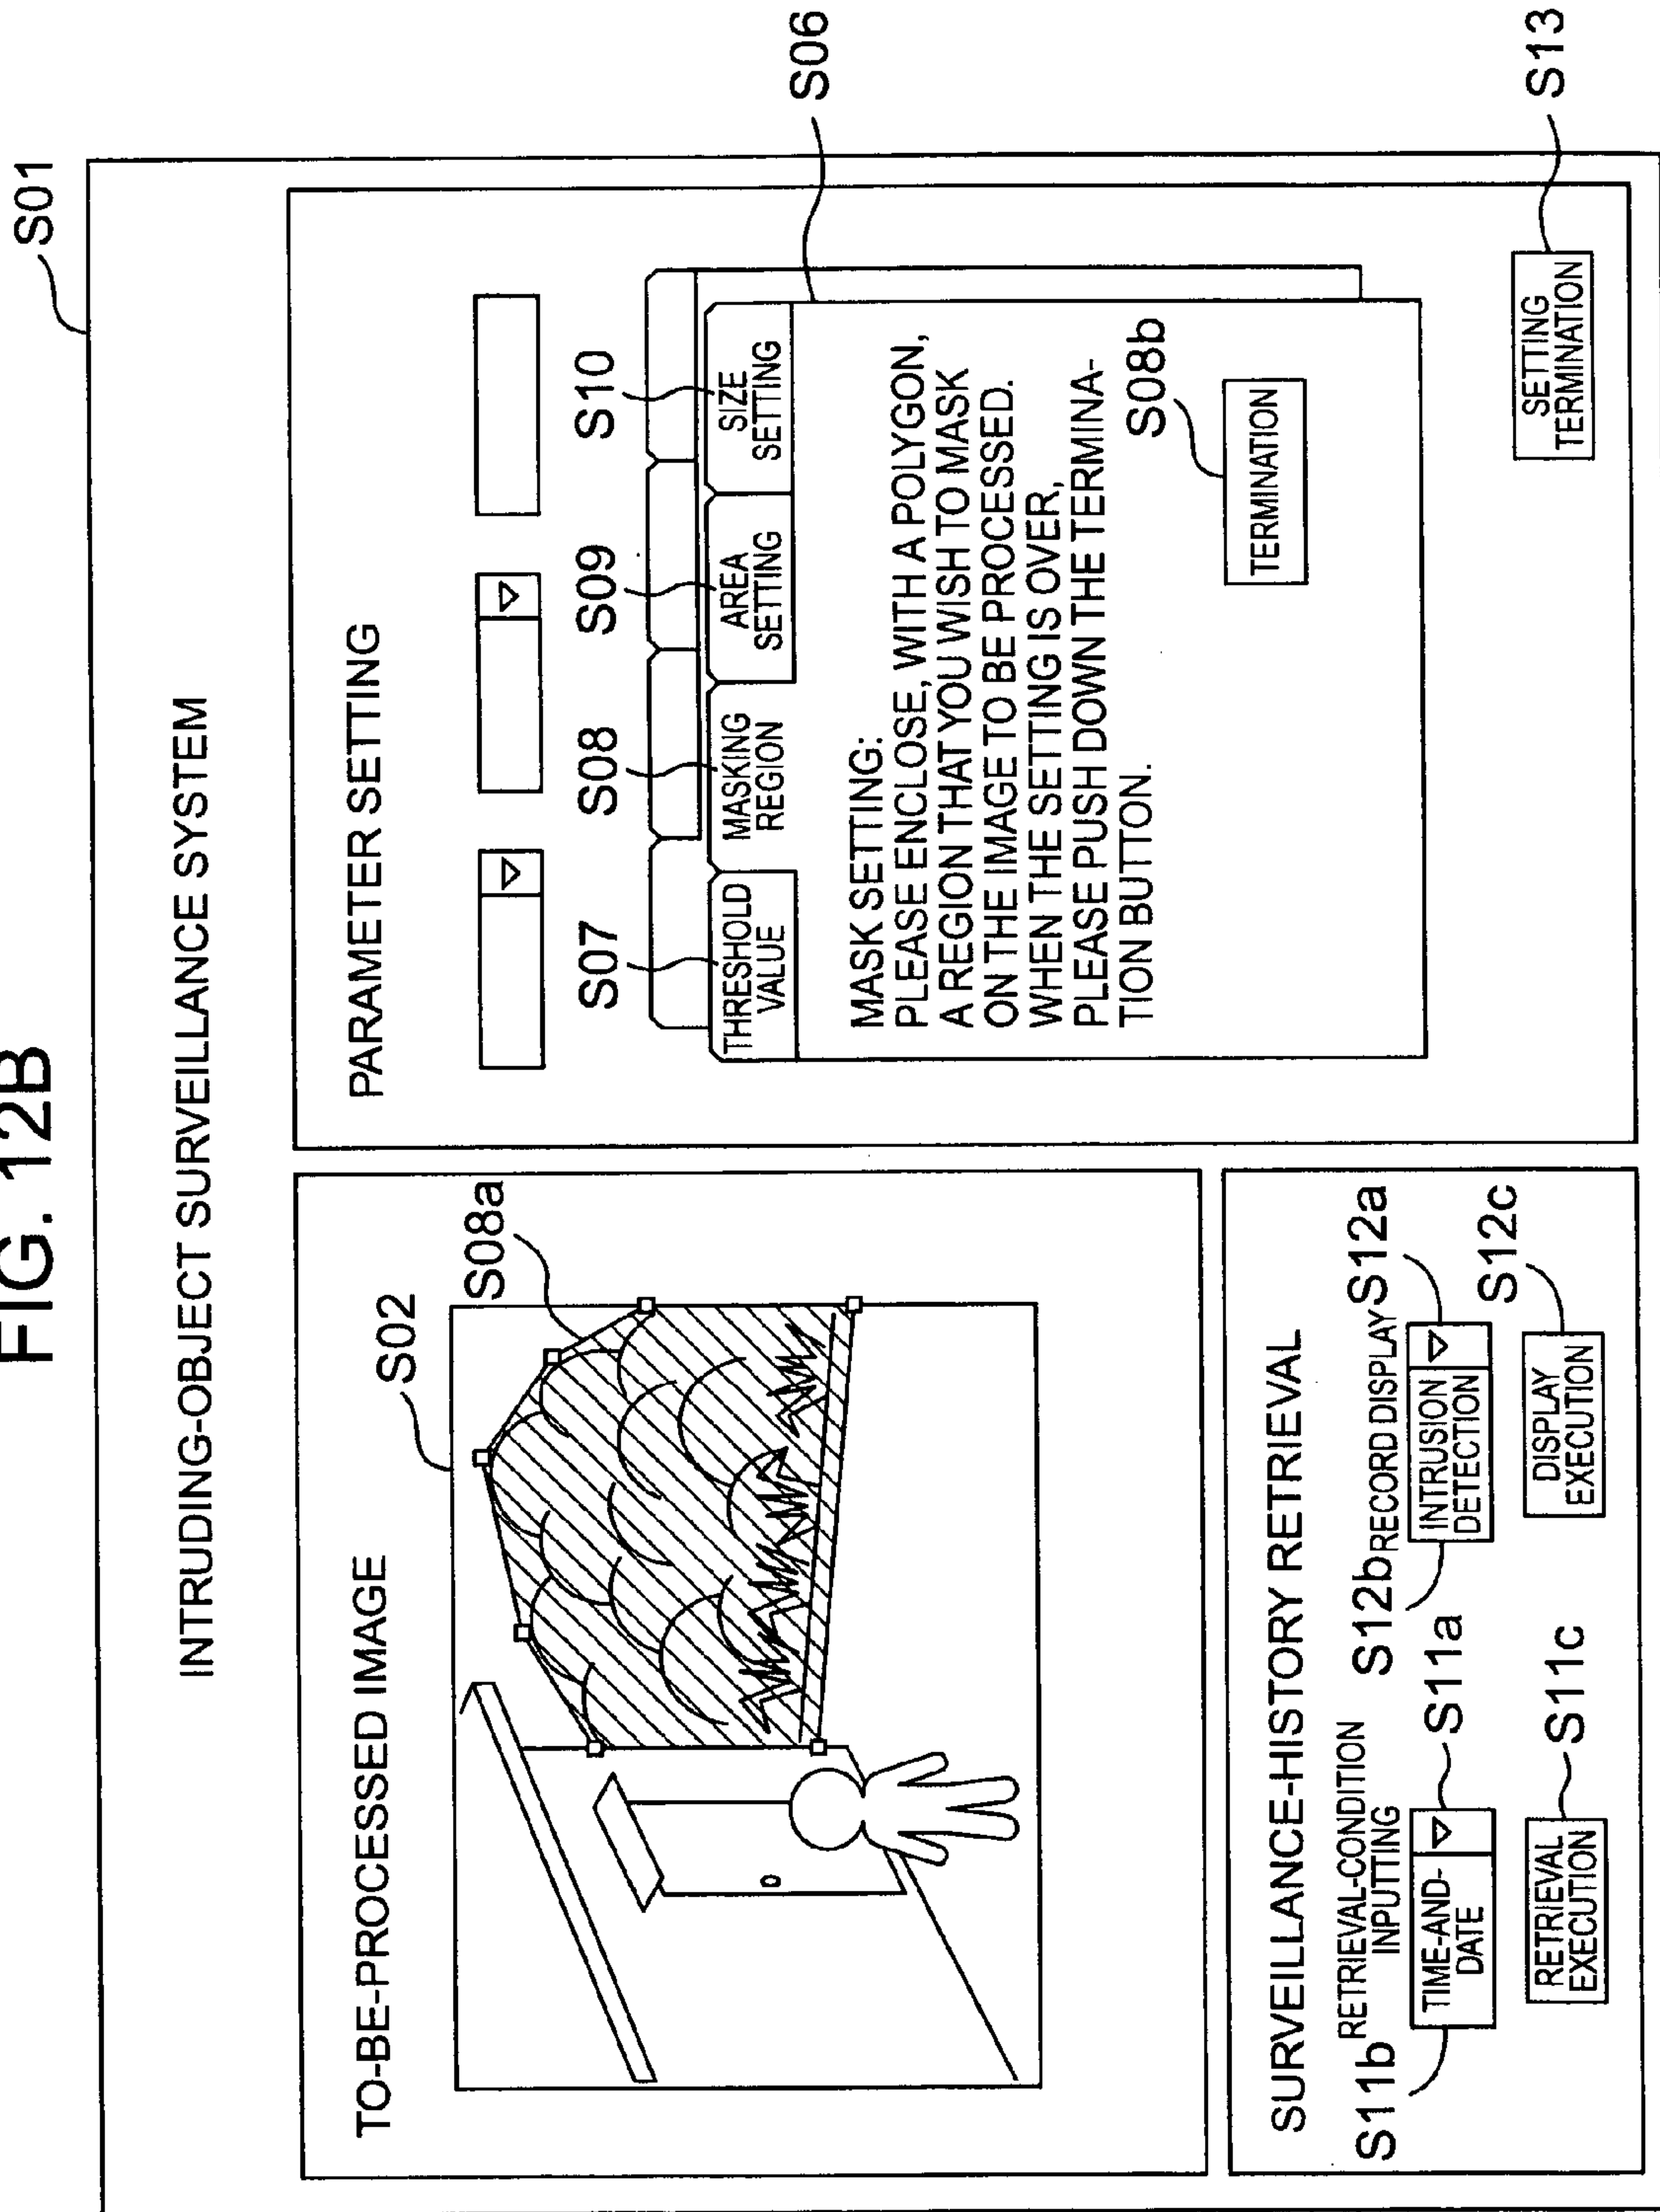 FIG. 12B
S01
INTRUDING-OBJECT SURVEILLANCE SYSTEM
TO-BE-PROCESSED IMAGE
S02
S08a
PARAMETER SETTING
S07
S08
S09
S10
THRESHOLD
VALUE
MASKING
REGION
AREA
SETTING
SIZE
SETTING
S06
MASK SETTING:
PLEASE ENCLOSE, WITH A POLYGON,
A REGION THAT YOU WISH TO MASK
ON THE IMAGE TO BE PROCESSED.
WHEN THE SETTING IS OVER,
PLEASE PUSH DOWN THE TERMINA-
TION BUTTON.
S08b
TERMINATION
SETTING
TERMINATION
S13
SURVEILLANCE-HISTORY RETRIEVAL
S11b
RETRIEVAL-CONDITION
INPUTTING
TIME-AND-
DATE
S11a
RETRIEVAL
EXECUTION
S11c
S12b
RECORD DISPLAY
S12a
INTRUSION
DETECTION
DISPLAY
EXECUTION
S12c